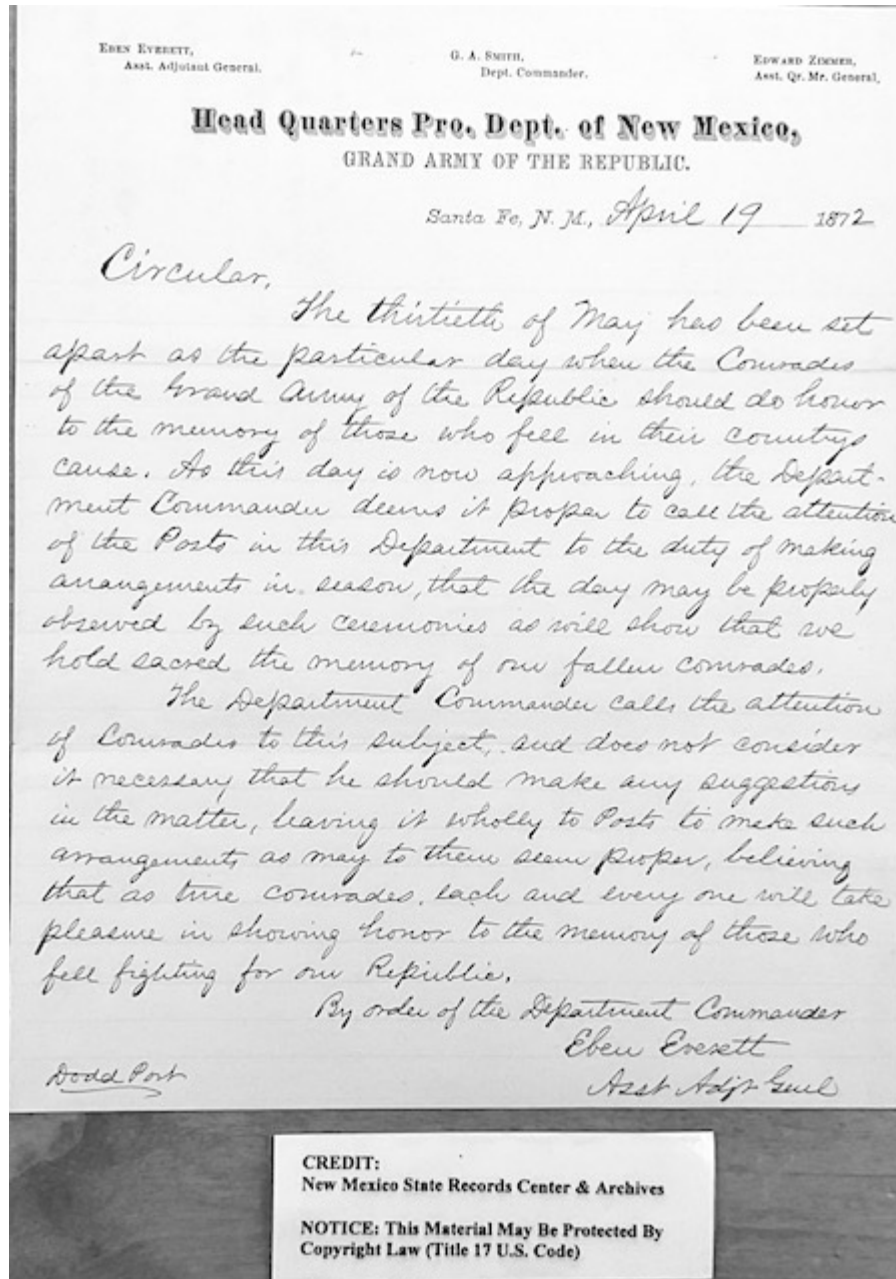 EBEN EVERETT,
Asst. Adjutant General.
G. A. SMITH,
Dept. Commander.
EDWARD ZIMMER,
Asst. Qr. Mr. General.
Head Quarters Pro. Dept. of New Mexico,
GRAND ARMY OF THE REPUBLIC.
Santa Fe, N. M., April 19 1872
Circular,
The thirtieth of May has been set
apart as the particular day when the Comrades
of the Grand Army of the Republic should do honor
to the memory of those who fell in their countrys
cause. As this day is now approaching, the Depart-
ment Commander deems it proper to call the attention
of the Posts in this Department to the duty of making
arrangements in season, that the day may be properly
observed by such ceremonies as will show that we
hold sacred the memory of our fallen comrades.
The Department Commander calls the attention
of Comrades to this subject, and does not consider
it necessary that he should make any suggestions
in the matter, leaving it wholly to Posts to make such
arrangements as may to them seem proper, believing
that as true comrades, each and every one will take
pleasure in showing honor to the memory of those who
fell fighting for our Republic.
By order of the Department Commander
Eben Everett
Asst Adjt Genl
Dodd Post
CREDIT:
New Mexico State Records Center & Archives
NOTICE: This Material May Be Protected By
Copyright Law (Title 17 U.S. Code)